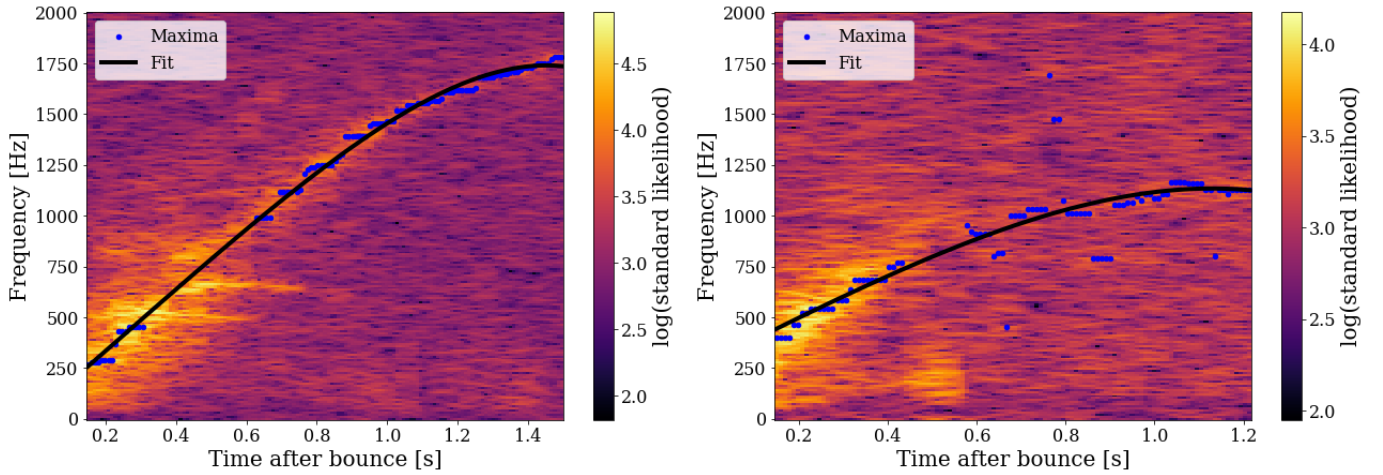 2000
1750
1500
1250
1000
750
500
250
0
Frequency [Hz]
Maxima
Fit
0.2 0.4 0.6 0.8 1.0 1.2 1.4
Time after bounce [s]
4.5
4.0
3.5
3.0
2.5
2.0
log(standard likelihood)
2000
1750
1500
1250
1000
750
500
250
0
Frequency [Hz]
Maxima
Fit
0.2 0.4 0.6 0.8 1.0 1.2
Time after bounce [s]
4.0
3.5
3.0
2.5
2.0
log(standard likelihood)